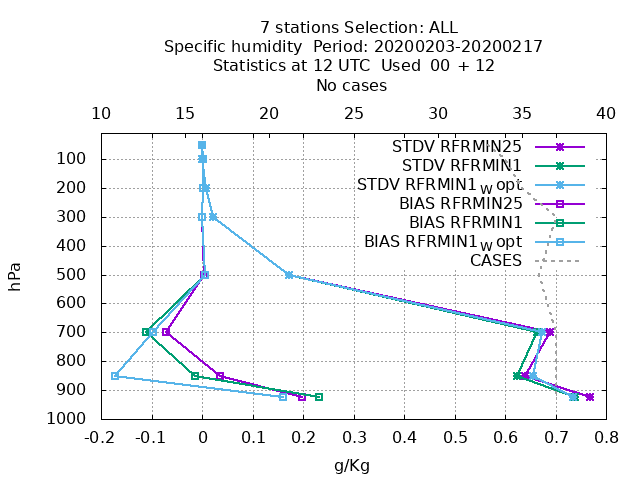 7 stations Selection: ALL
Specific humidity  Period: 20200203-20200217
Statistics at 12 UTC  Used  00 + 12
No cases
10 15 20 25 30 35 40
STDV RFRMIN25
STDV RFRMIN1
STDV RFRMIN1W opt
BIAS RFRMIN25
BIAS RFRMIN1
BIAS RFRMIN1W opt
CASES
hPa
100
200
300
400
500
600
700
800
900
1000
-0.2 -0.1 0 0.1 0.2 0.3 0.4 0.5 0.6 0.7 0.8
g/Kg